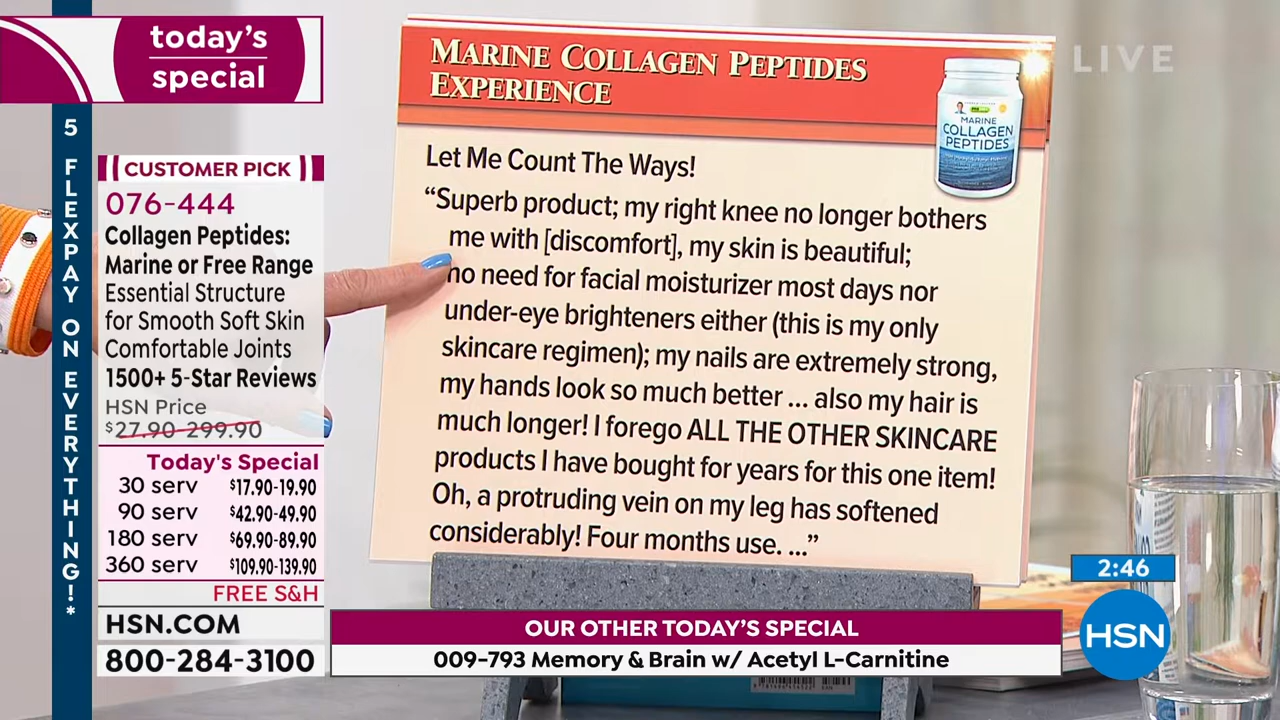 today's
special
5 FLEXPAY ON EVERYTHING!*
CUSTOMER PICK
076-444
Collagen Peptides:
Marine or Free Range
Essential Structure
for Smooth Soft Skin
Comfortable Joints
1500+ 5-Star Reviews
HSN Price
$27.90-299.90
Today's Special
30 serv $17.90-19.90
90 serv $42.90-49.90
180 serv $69.90-89.90
360 serv $109.90-139.90
FREE S&H
HSN.COM
800-284-3100
MARINE COLLAGEN PEPTIDES
EXPERIENCE
MARINE
COLLAGEN
PEPTIDES
Let Me Count The Ways!
"Superb product; my right knee no longer bothers
me with [discomfort], my skin is beautiful;
no need for facial moisturizer most days nor
under-eye brighteners either (this is my only
skincare regimen); my nails are extremely strong,
my hands look so much better ... also my hair is
much longer! I forego ALL THE OTHER SKINCARE
products I have bought for years for this one item!
Oh, a protruding vein on my leg has softened
considerably! Four months use. ..."
LIVE
2:46
HSN
OUR OTHER TODAY'S SPECIAL
009-793 Memory & Brain w/ Acetyl L-Carnitine